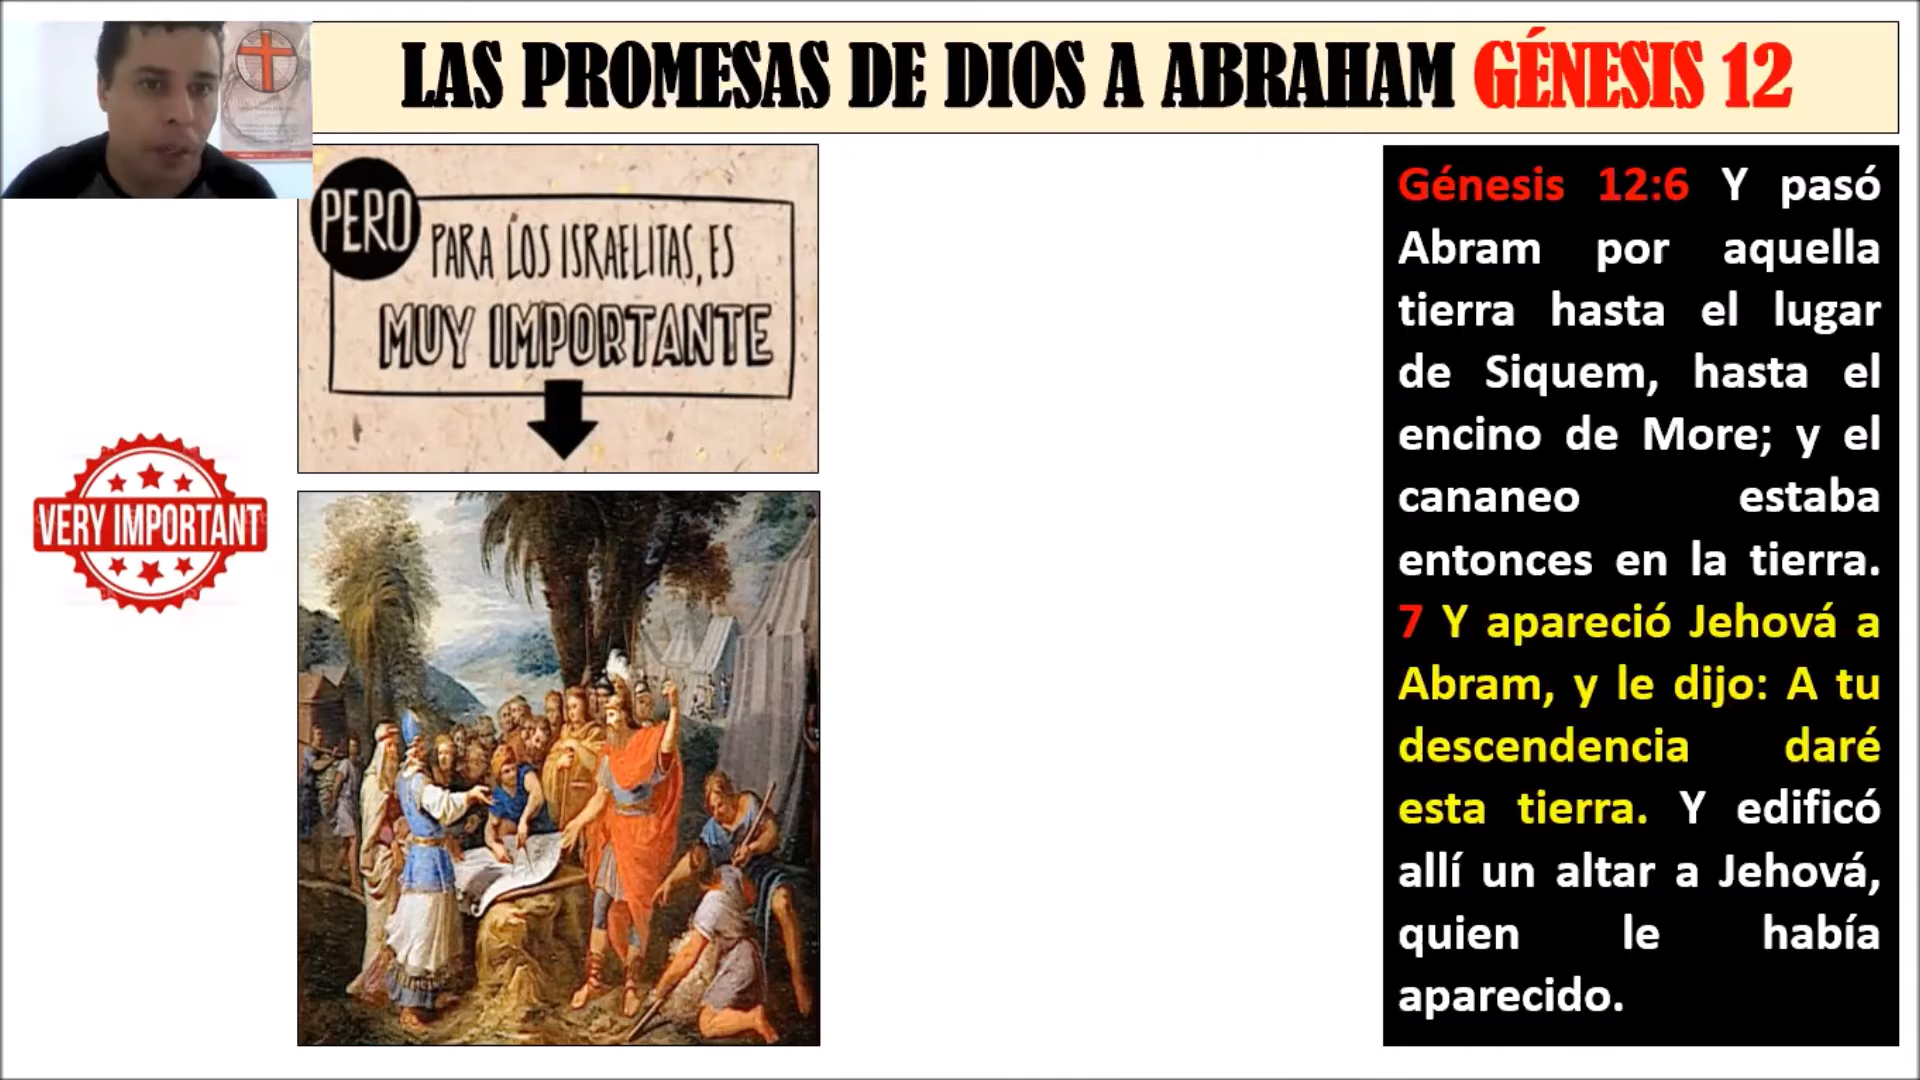 LAS PROMESAS DE DIOS A ABRAHAM GÉNESIS 12
PERO
PARA LOS ISRAELITAS, ES
MUY IMPORTANTE
VERY IMPORTANT
Génesis 12:6 Y pasó
Abram por aquella
tierra hasta el lugar
de Siquem, hasta el
encino de More; y el
cananeo estaba
entonces en la tierra.
7 Y apareció Jehová a
Abram, y le dijo: A tu
descendencia daré
esta tierra. Y edificó
allí un altar a Jehová,
quien le había
aparecido.